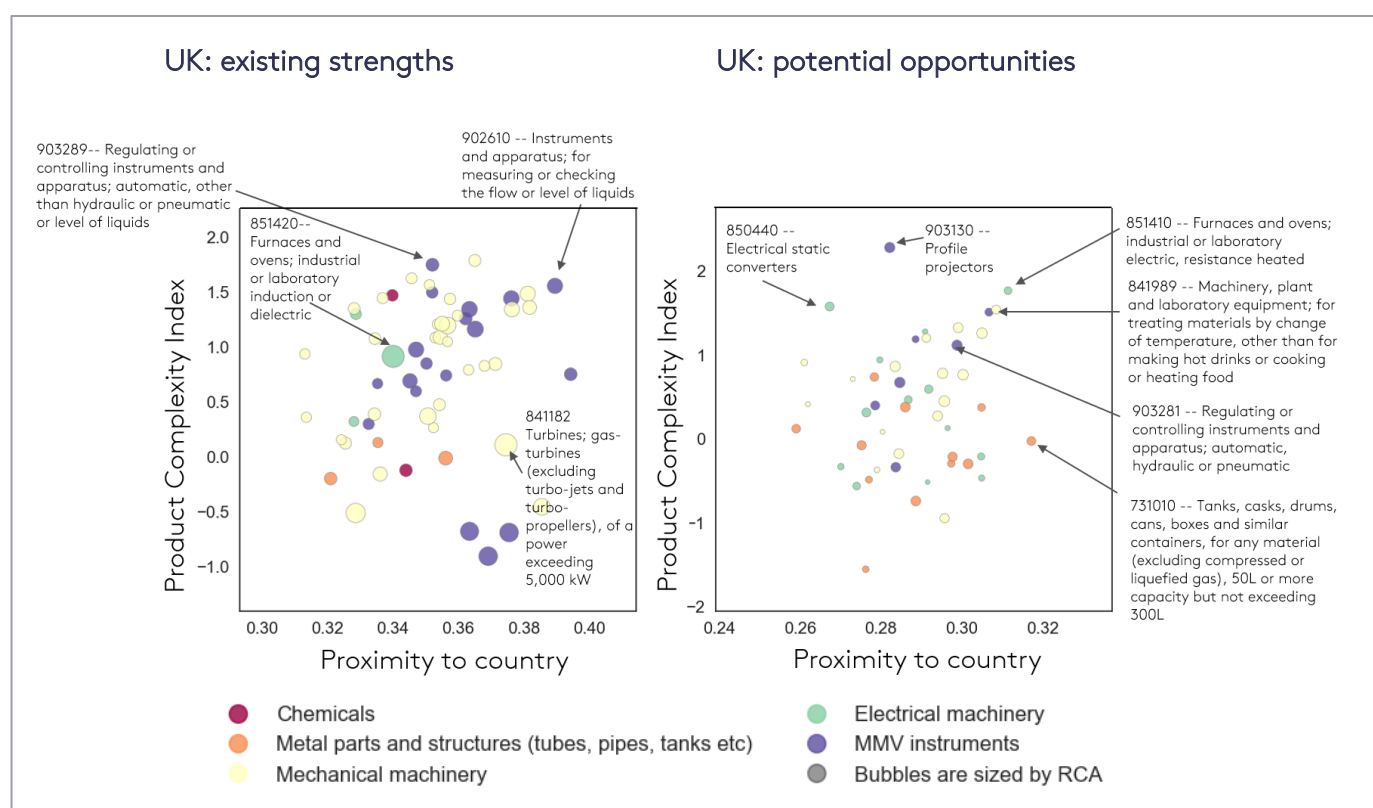 UK: existing strengths
UK: potential opportunities
903289-- Regulating or
controlling instruments and
apparatus; automatic, other
than hydraulic or pneumatic
or level of liquids
902610 -- Instruments
and apparatus; for
measuring or checking
the flow or level of liquids
851420--
Furnaces and
ovens; industrial
or laboratory
induction or
dielectric
841182
Turbines; gas-
turbines
(excluding
turbo-jets and
turbo-
propellers), of a
power
exceeding
5,000 kW
Product Complexity Index
2.0
1.5
1.0
0.5
0.0
−0.5
−1.0
0.30
0.32
0.34
0.36
0.38
0.40
Proximity to country
850440 --
Electrical static
converters
903130 --
Profile
projectors
851410 -- Furnaces and ovens;
industrial or laboratory
electric, resistance heated
841989 -- Machinery, plant
and laboratory equipment; for
treating materials by change
of temperature, other than for
making hot drinks or cooking
or heating food
903281 -- Regulating or
controlling instruments and
apparatus; automatic,
hydraulic or pneumatic
731010 -- Tanks, casks, drums,
cans, boxes and similar
containers, for any material
(excluding compressed or
liquefied gas), 50L or more
capacity but not exceeding
300L
Product Complexity Index
2
1
0
−1
−2
0.24
0.26
0.28
0.30
0.32
Proximity to country
Chemicals
Metal parts and structures (tubes, pipes, tanks etc)
Mechanical machinery
Electrical machinery
MMV instruments
Bubbles are sized by RCA